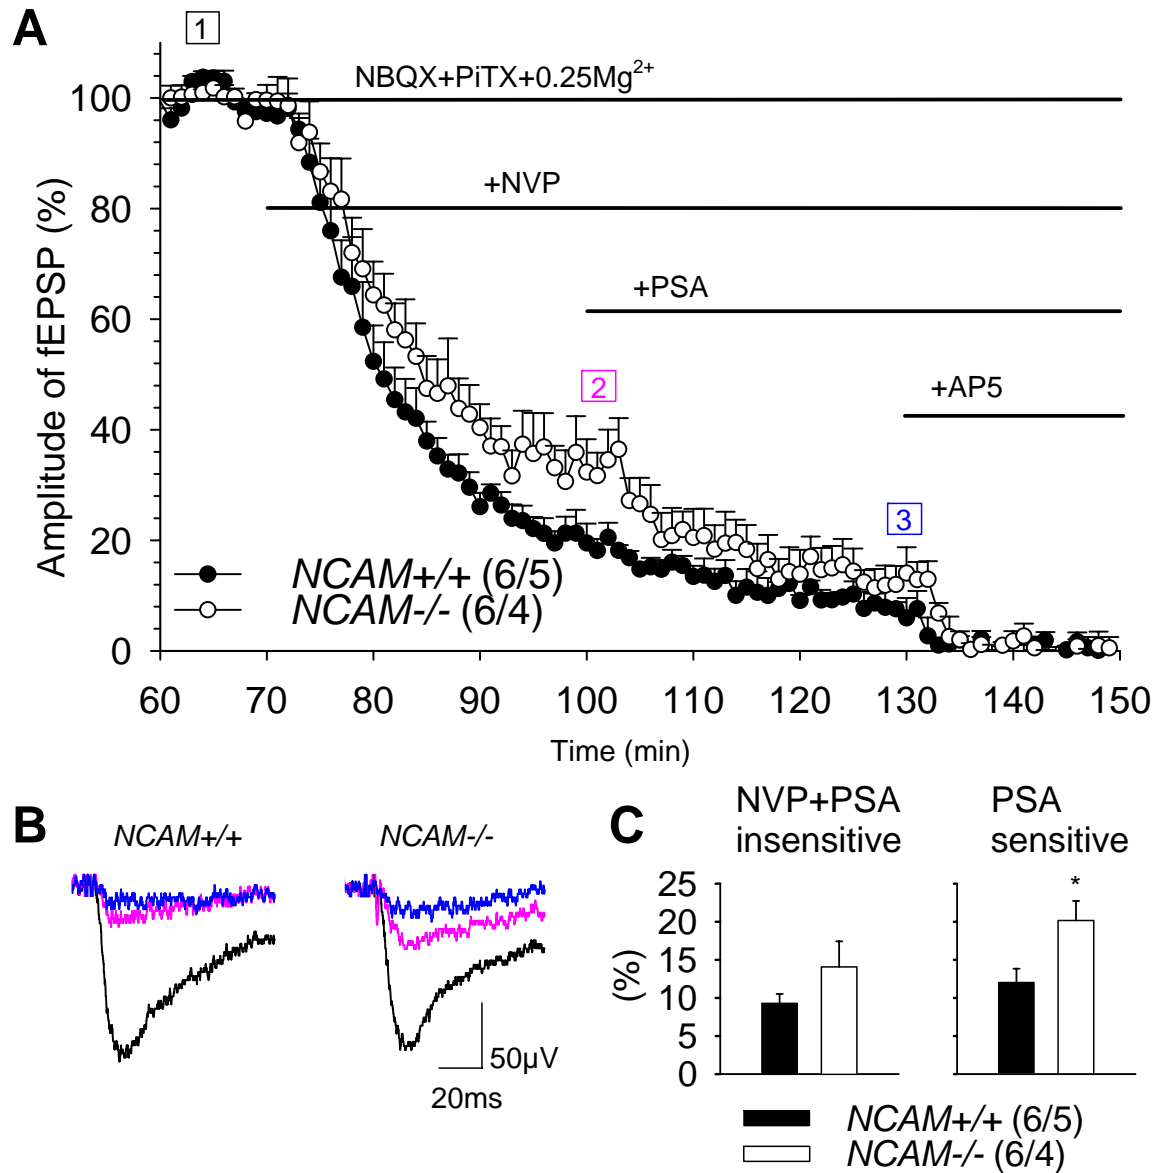 A
1
NBQX+PiTX+0.25Mg2+
+NVP
+PSA
+AP5
2
3
Amplitude of fEPSP (%)
100
80
60
40
20
0
NCAM+/+ (6/5)
NCAM-/- (6/4)
60 70 80 90 100 110 120 130 140 150
Time (min)
B
NCAM+/+
NCAM-/-
50µV
20ms
C
NVP+PSA
insensitive
PSA
sensitive
(%)
25
20
15
10
5
0
*
NCAM+/+ (6/5)
NCAM-/- (6/4)